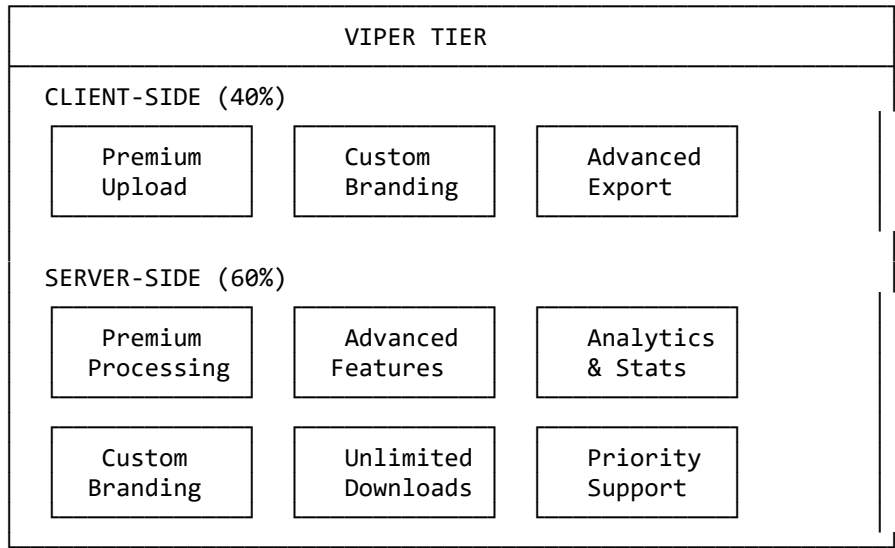 VIPER TIER
CLIENT-SIDE (40%)
Premium Custom Advanced
Upload Branding Export
SERVER-SIDE (60%)
Premium Advanced Analytics
Processing Features & Stats
Custom Unlimited Priority
Branding Downloads Support